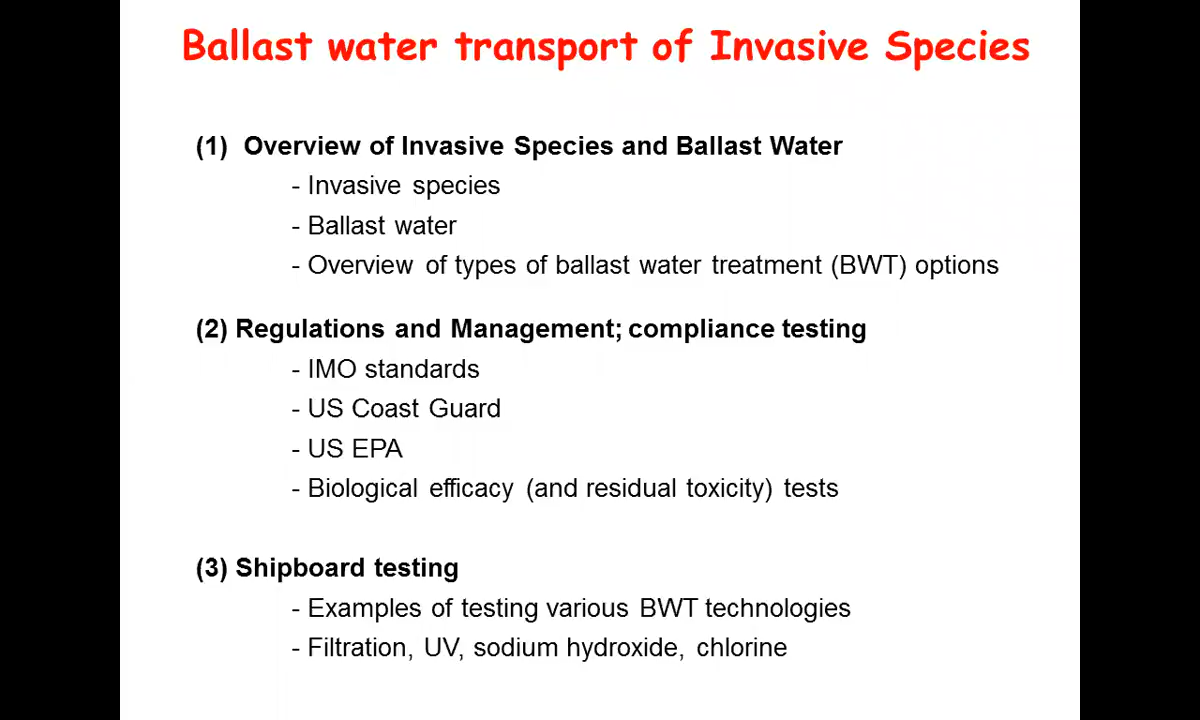 Ballast water transport of Invasive Species
(1) Overview of Invasive Species and Ballast Water
- Invasive species
- Ballast water
- Overview of types of ballast water treatment (BWT) options
(2) Regulations and Management; compliance testing
- IMO standards
- US Coast Guard
- US EPA
- Biological efficacy (and residual toxicity) tests
(3) Shipboard testing
- Examples of testing various BWT technologies
- Filtration, UV, sodium hydroxide, chlorine